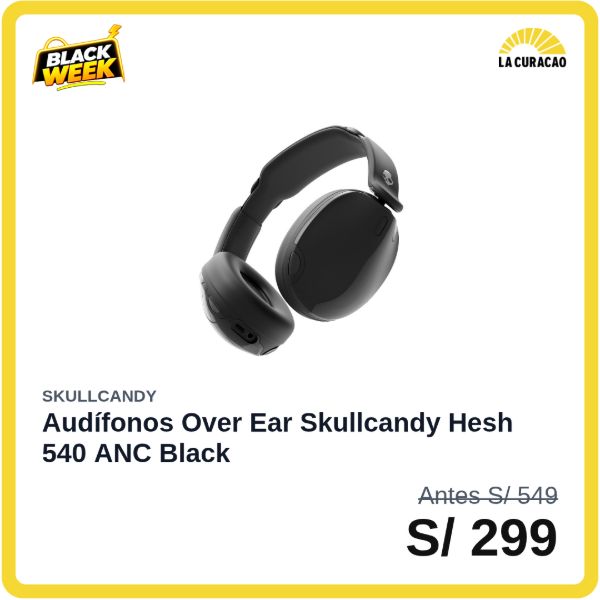 BLACK
WEEK
LA CURACAO
SKULLCANDY
Audífonos Over Ear Skullcandy Hesh
540 ANC Black
Antes S/ 549
S/ 299